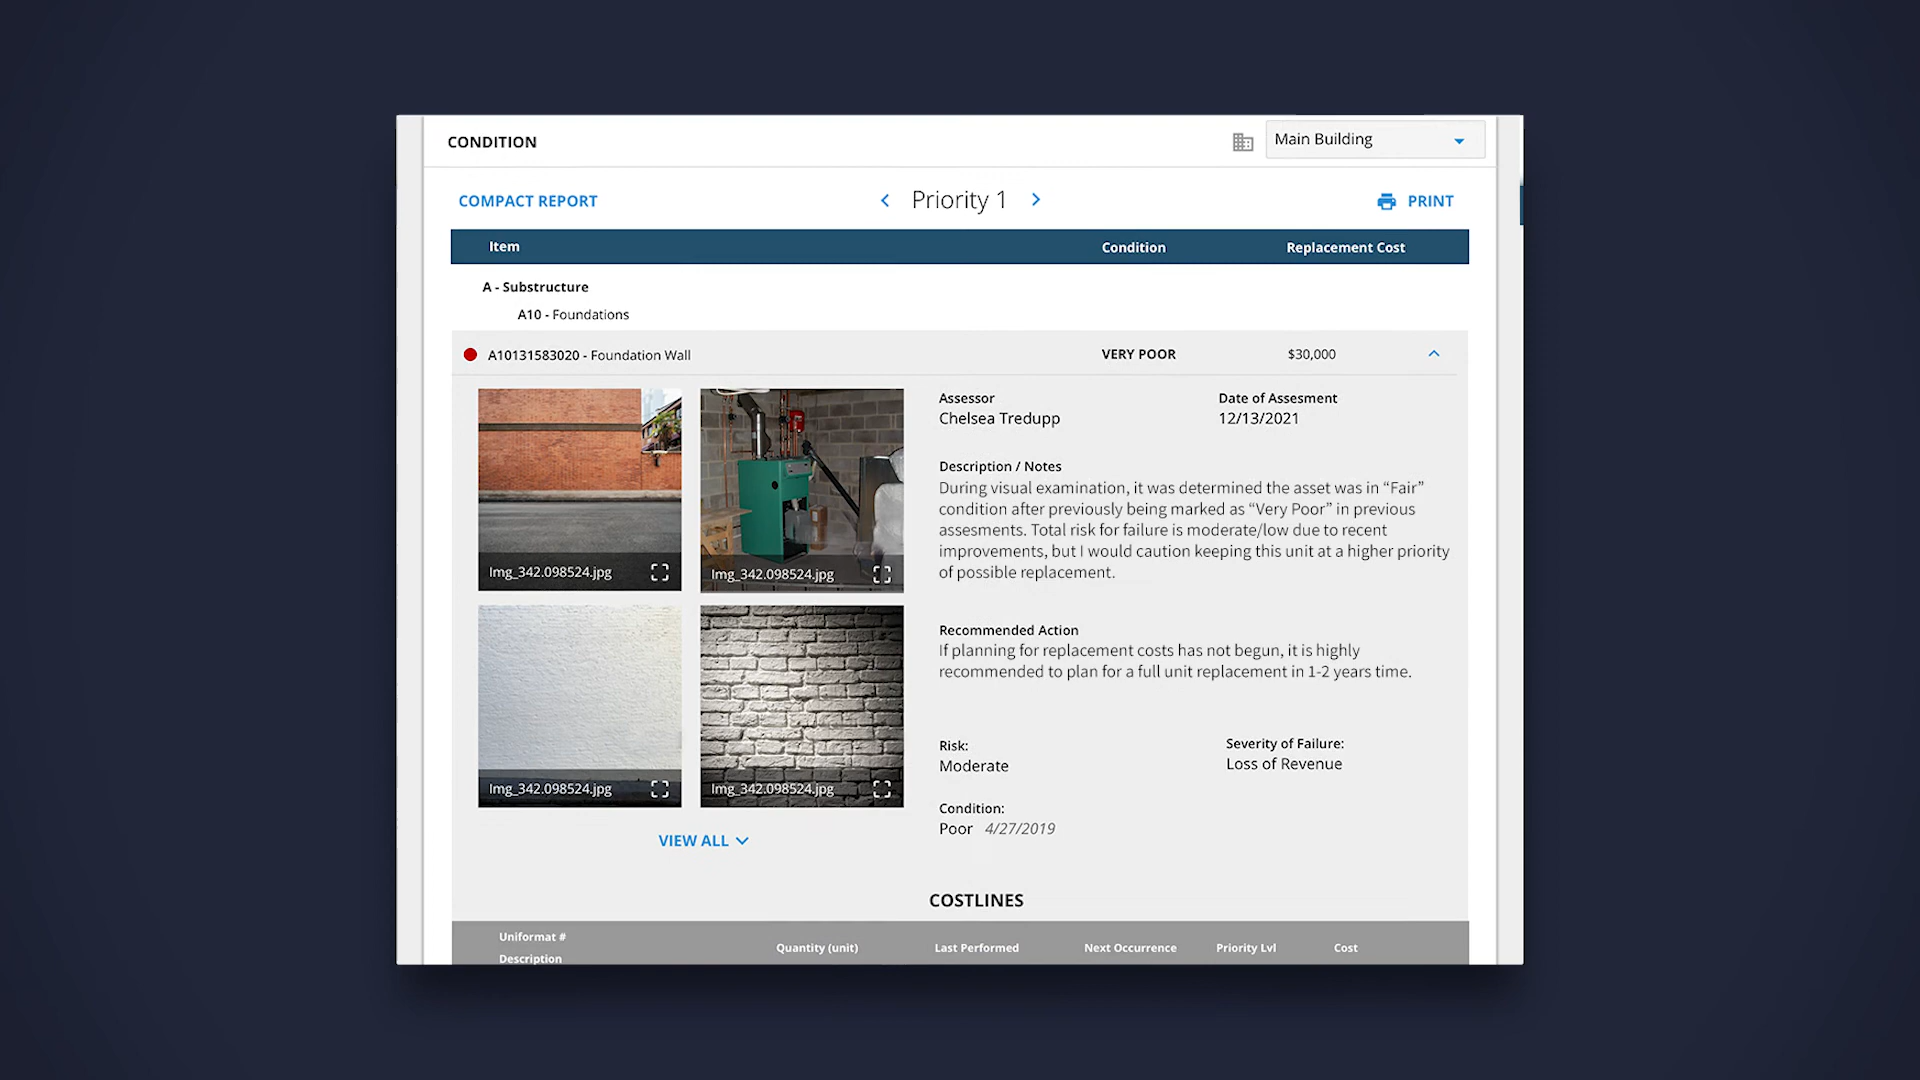 CONDITION
Main Building
COMPACT REPORT
Priority 1
PRINT
Item
Condition
Replacement Cost
A - Substructure
A10 - Foundations
A10131583020 - Foundation Wall
VERY POOR
$30,000
Img_342.098524.jpg
Img_342.098524.jpg
Img_342.098524.jpg
Img_342.098524.jpg
VIEW ALL
Assessor
Chelsea Tredupp
Date of Assesment
12/13/2021
Description / Notes
During visual examination, it was determined the asset was in “Fair”
condition after previously being marked as “Very Poor” in previous
assesments. Total risk for failure is moderate/low due to recent
improvements, but I would caution keeping this unit at a higher priority
of possible replacement.
Recommended Action
If planning for replacement costs has not begun, it is highly
recommended to plan for a full unit replacement in 1-2 years time.
Risk:
Moderate
Severity of Failure:
Loss of Revenue
Condition:
Poor 4/27/2019
COSTLINES
Uniformat #
Description
Quantity (unit)
Last Performed
Next Occurrence
Priority Lvl
Cost